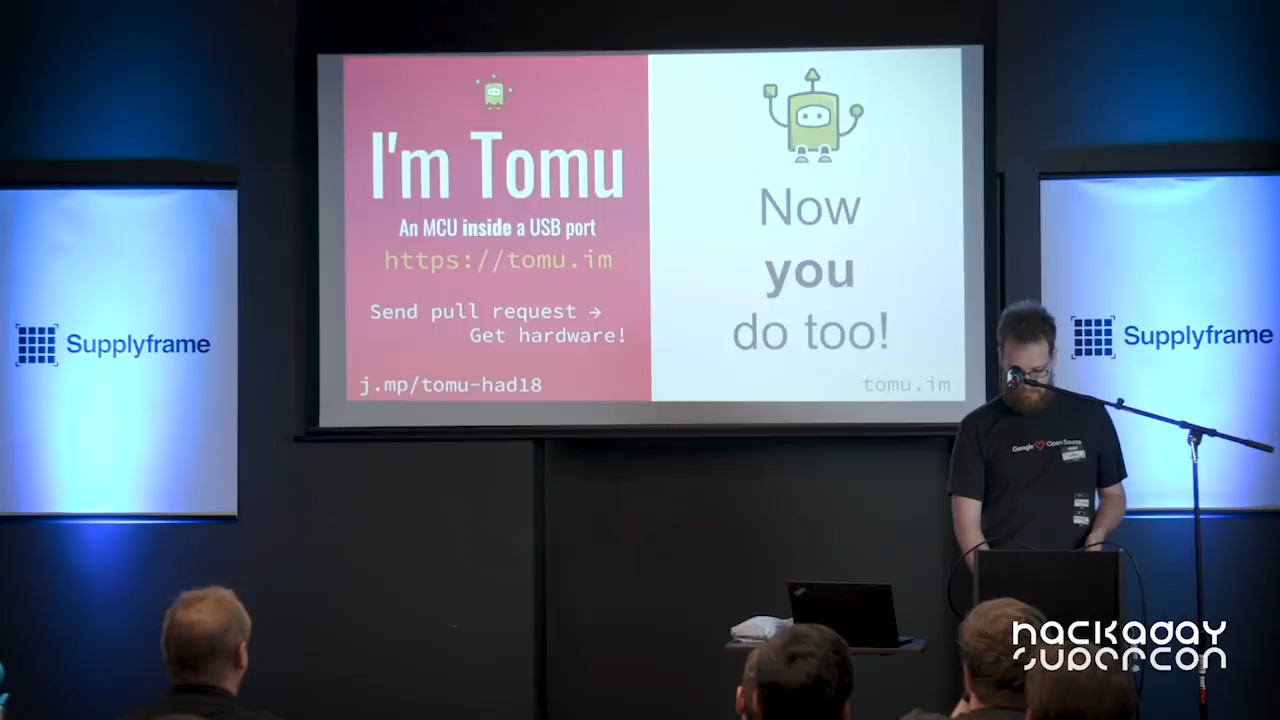 I'm Tomu
An MCU inside a USB port
https://tomu.im
Send pull request →
Get hardware!
j.mp/tomu-had18
Now
you
do too!
tomu.im
Supplyframe
Supplyframe
Google Open Source
hackaday
supercon